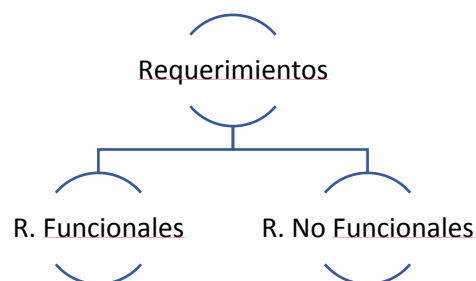 Requerimientos
R. Funcionales
R. No Funcionales